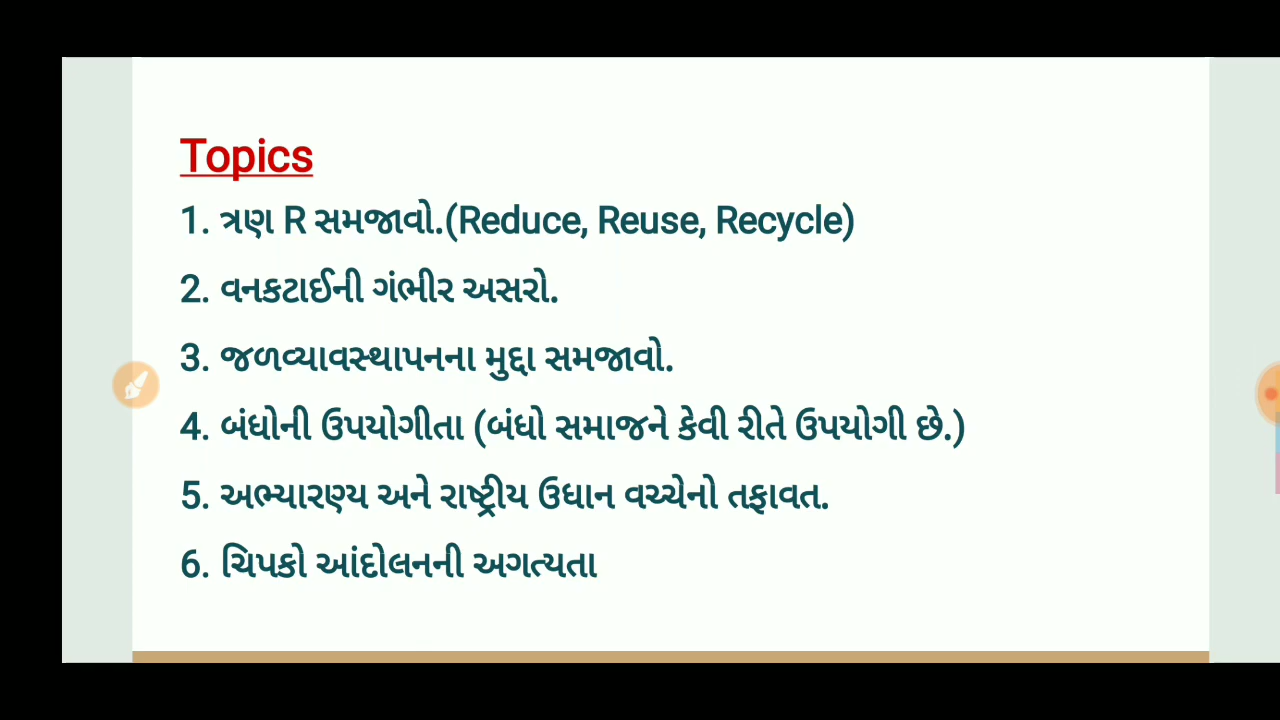 Topics
1. ત્રણ R સમજાવો.(Reduce, Reuse, Recycle)
2. વનકટાઈની ગંભીર અસરો.
3. જળવ્યાવસ્થાપનના મુદ્દા સમજાવો.
4. બંધોની ઉપયોગીતા (બંધો સમાજને કેવી રીતે ઉપયોગી છે.)
5. અભ્યારણ્ય અને રાષ્ટ્રીય ઉધાન વચ્ચેનો તફાવત.
6. ચિપકો આંદોલનની અગત્યતા